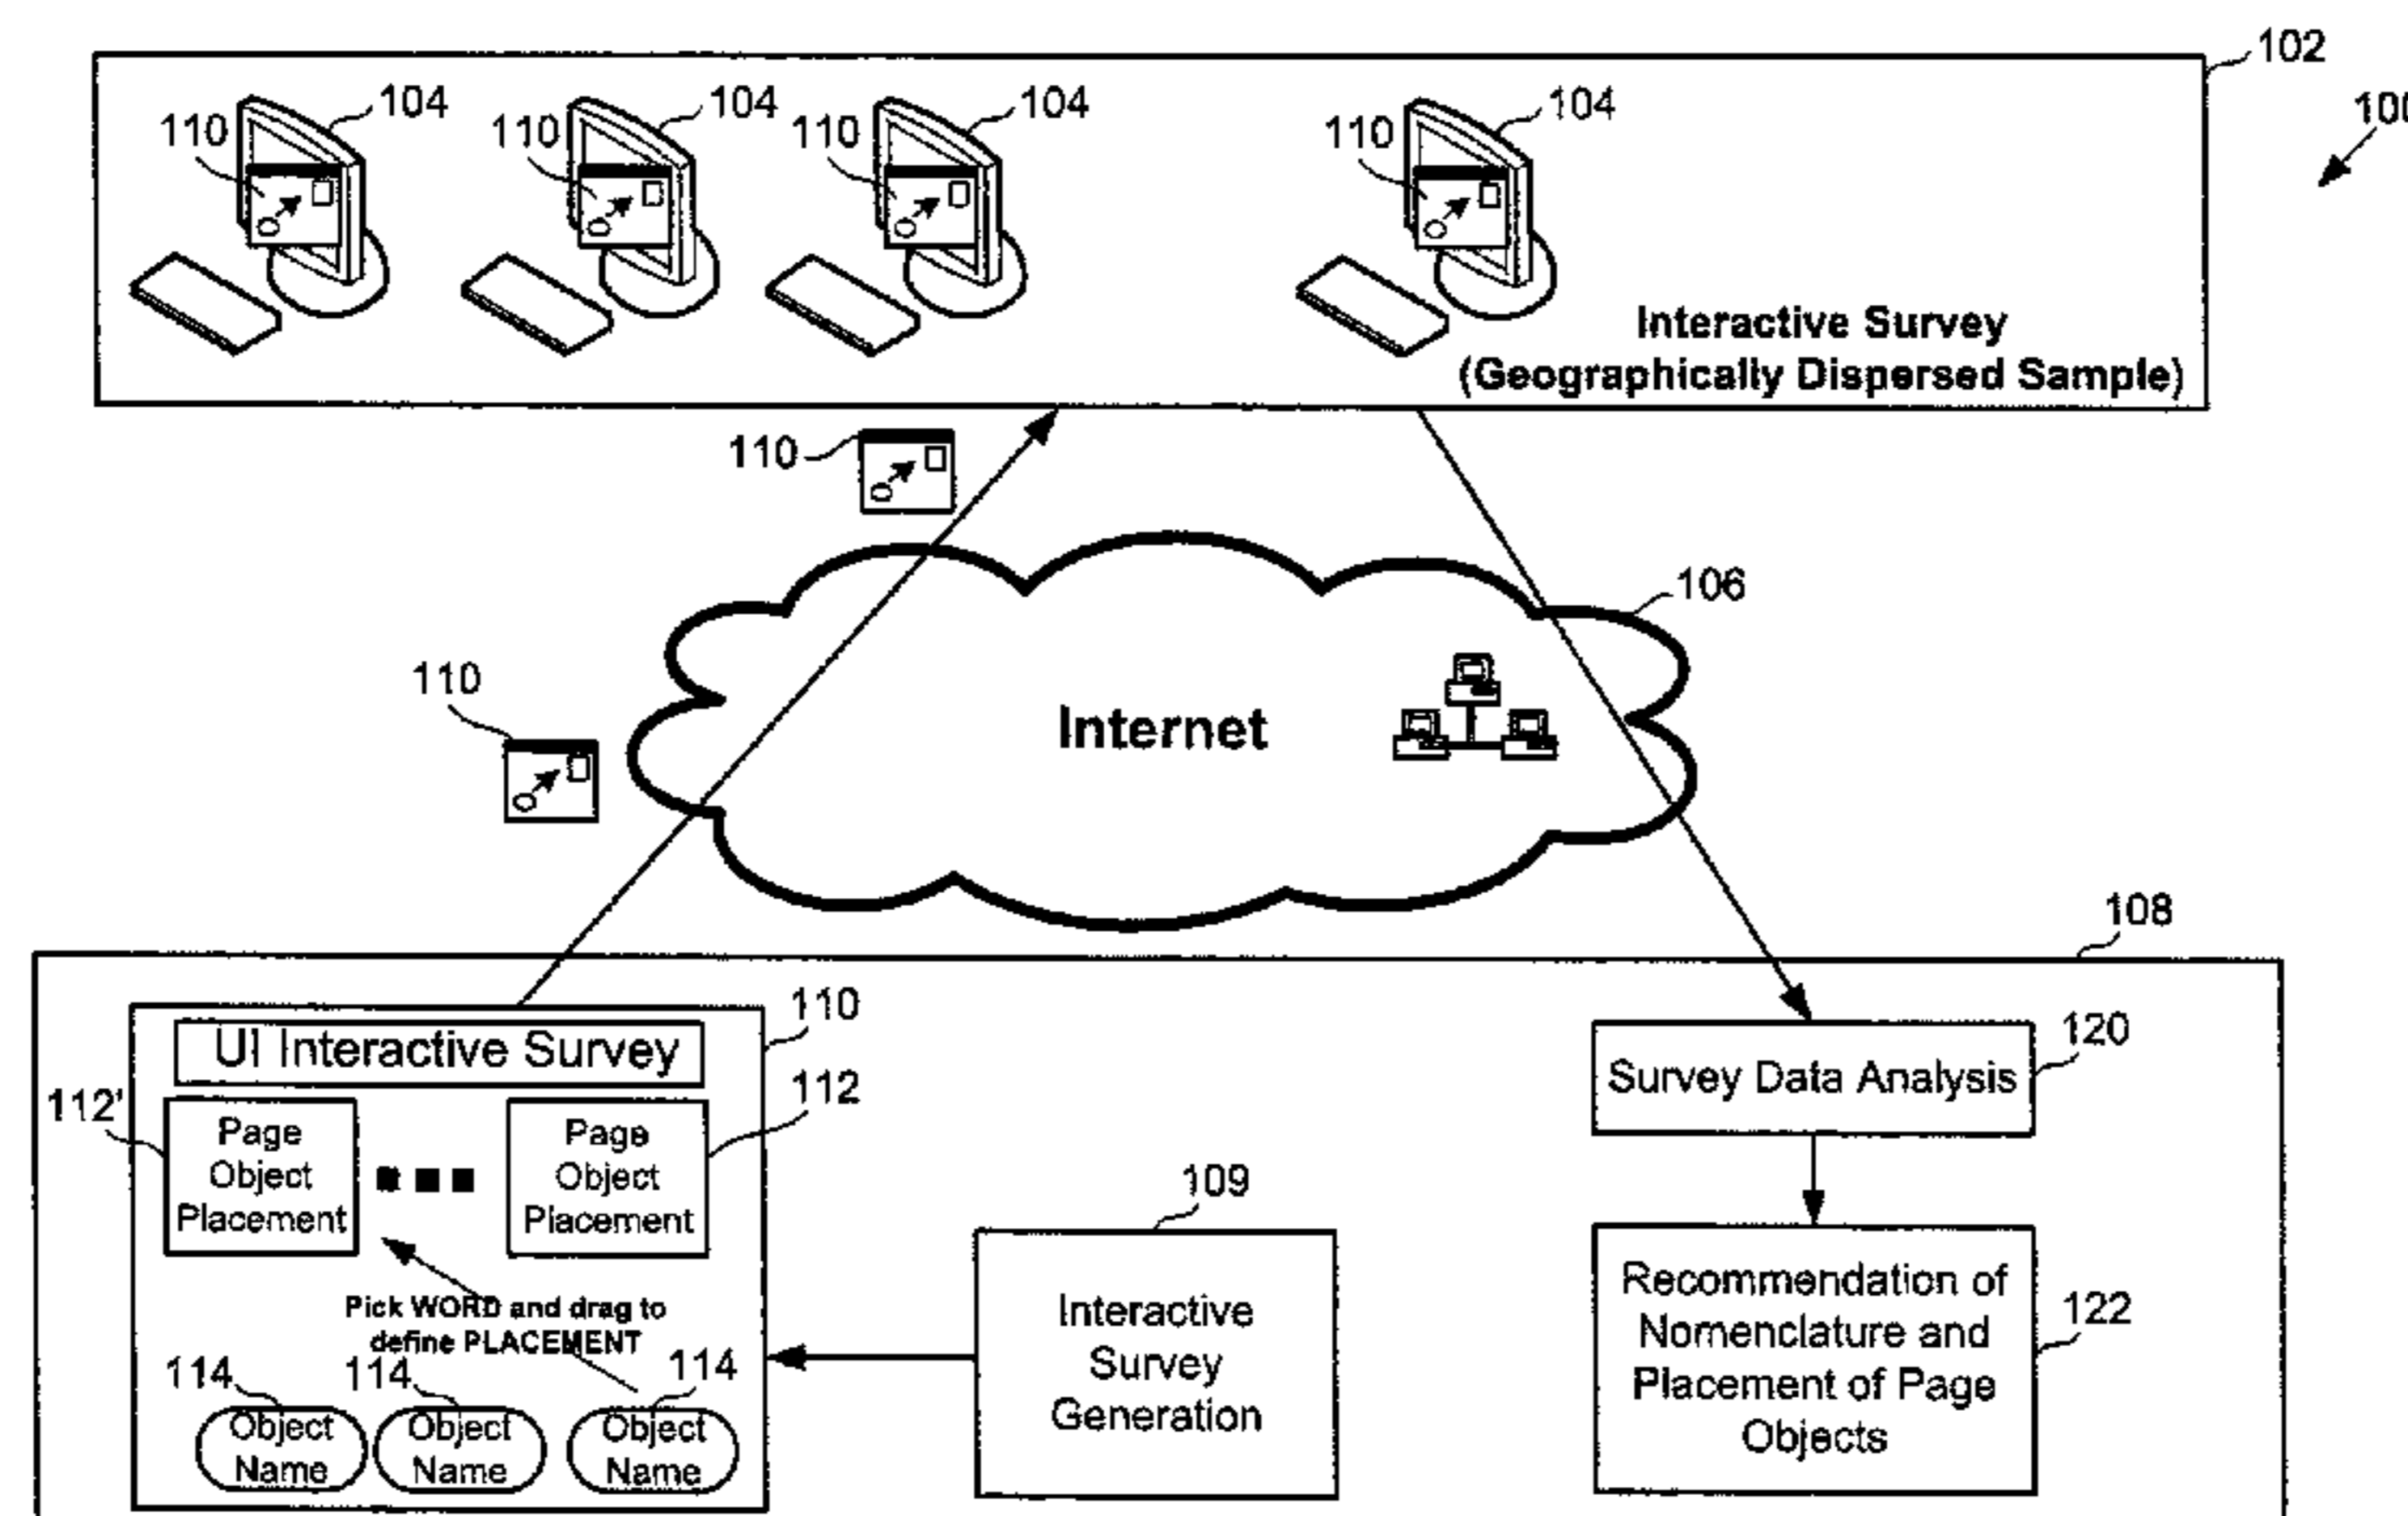 102
100
110 104 110 104 110 104 110 104
Interactive Survey
(Geographically Dispersed Sample)
110
106
110
Internet
108
110
UI Interactive Survey
120
Survey Data Analysis
112'
112
Page
Object
Placement
Page
Object
Placement
109
Pick WORD and drag to
define PLACEMENT
Interactive
Survey
Generation
Recommendation of
Nomenclature and
Placement of Page
Objects
122
114 114 114
Object
Name
Object
Name
Object
Name